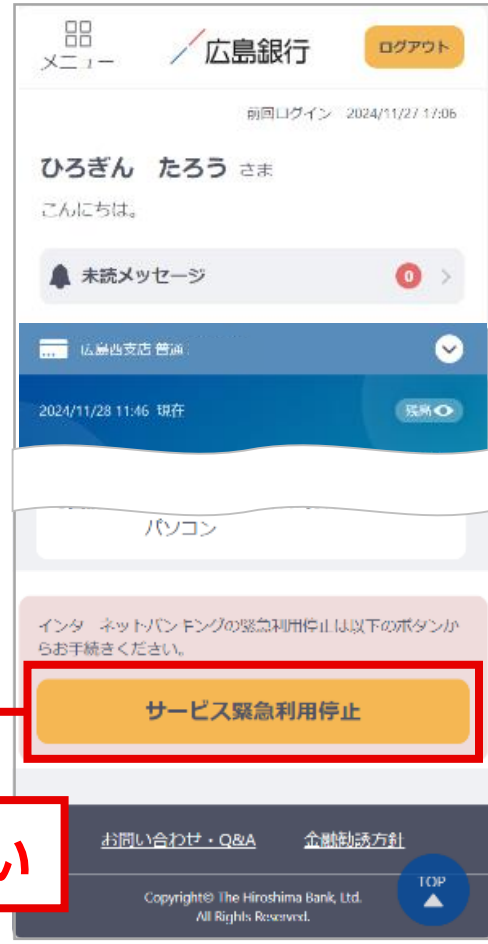 メニュー
広島銀行
ログアウト
前回ログイン 2024/11/27 17:06
ひろぎん たろう さま
こんにちは。
未読メッセージ
0
広島西支店 普通
2024/11/28 11:46 現在
残高
パソコン
インターネットバンキングの緊急利用停止は以下のボタンか
らお手続きください。
サービス緊急利用停止
い
お問い合わせ・Q&A 金融勧誘方針
Copyright© The Hiroshima Bank, Ltd.
All Rights Reserved.
TOP